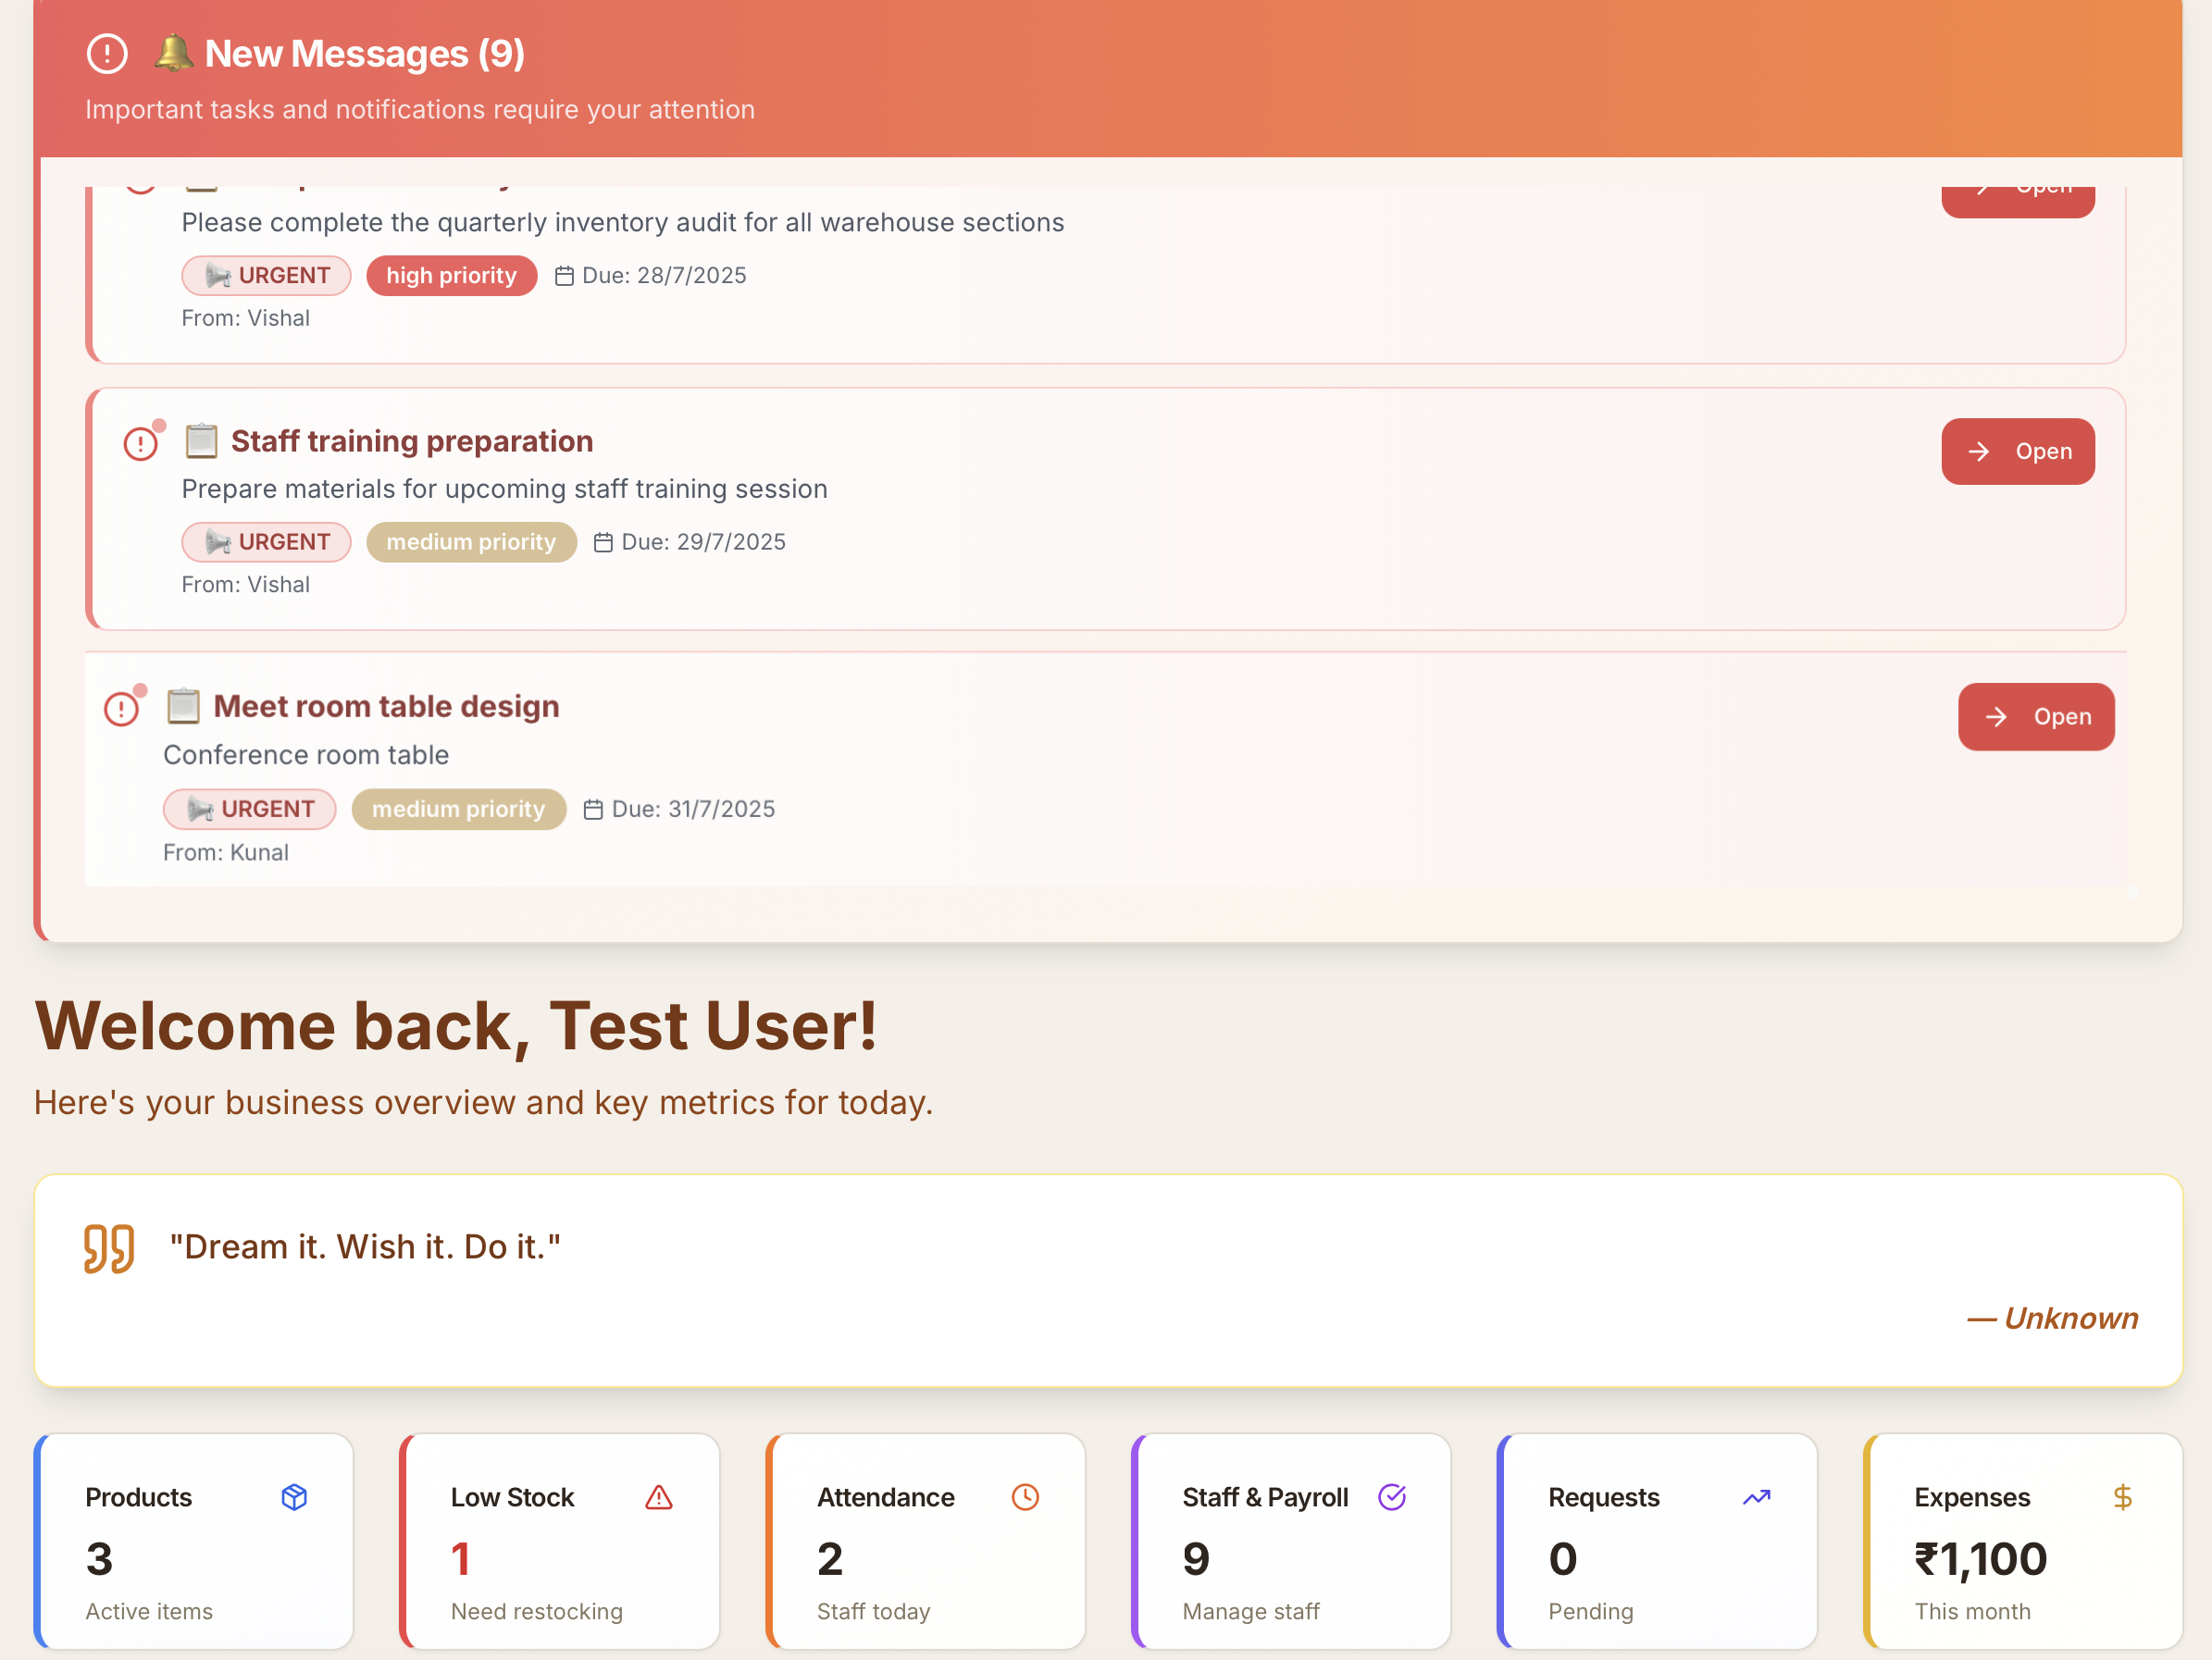 🔔 New Messages (9)
Important tasks and notifications require your attention
Open
Please complete the quarterly inventory audit for all warehouse sections
📢 URGENT high priority Due: 28/7/2025
From: Vishal
📋 Staff training preparation
Open
Prepare materials for upcoming staff training session
📢 URGENT medium priority Due: 29/7/2025
From: Vishal
📋 Meet room table design
Open
Conference room table
📢 URGENT medium priority Due: 31/7/2025
From: Kunal
Welcome back, Test User!
Here's your business overview and key metrics for today.
"Dream it. Wish it. Do it."
— Unknown
Products
3
Active items
Low Stock
1
Need restocking
Attendance
2
Staff today
Staff & Payroll
9
Manage staff
Requests
0
Pending
Expenses
₹1,100
This month